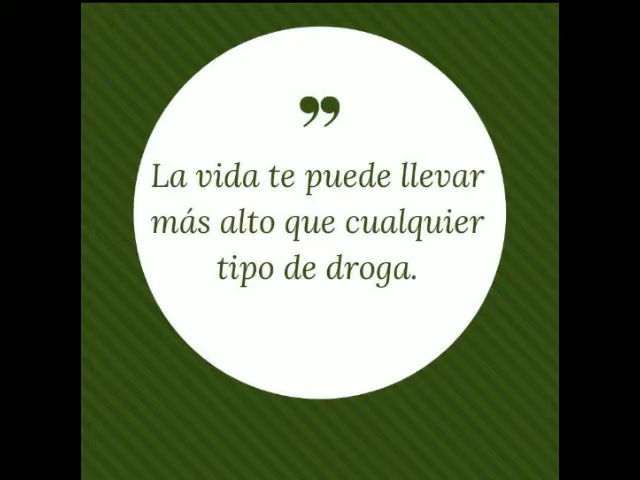 ”
La vida te puede llevar
más alto que cualquier
tipo de droga.